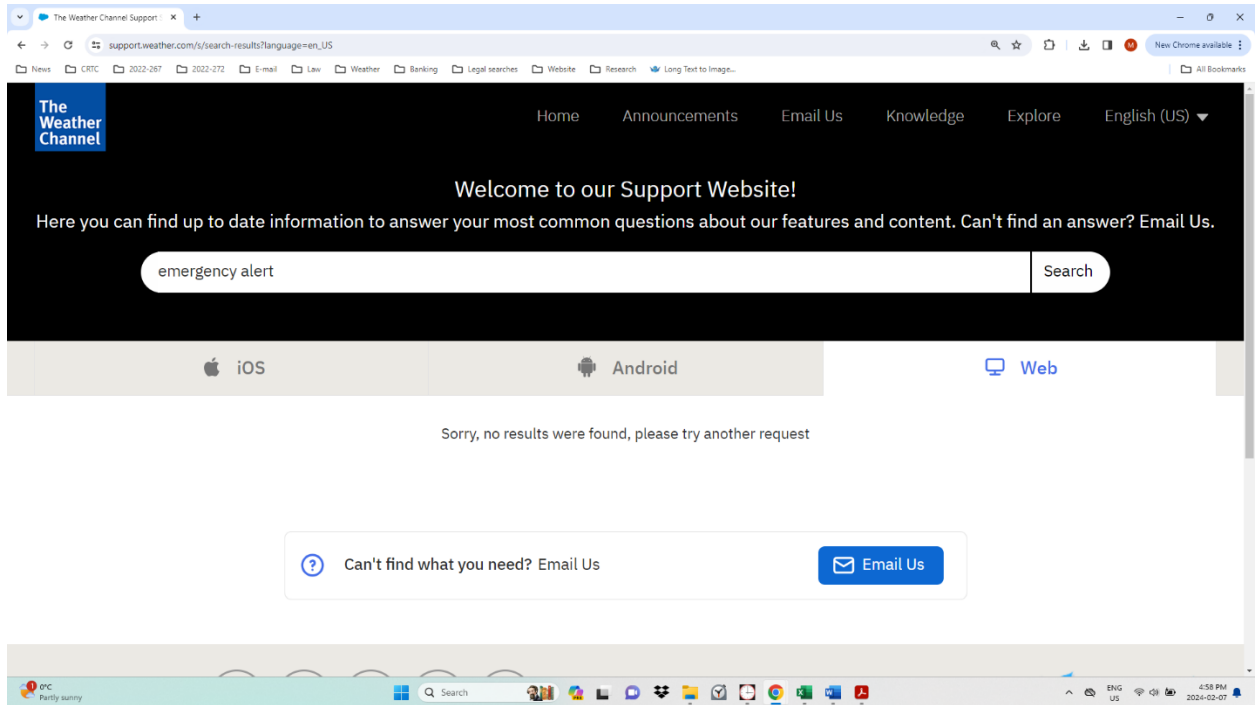 The Weather Channel Support :
support.weather.com/s/search-results?language=en_US
M
New Chrome available
News CRTC 2022-267 2022-272 E-mail Law Weather Banking Legal searches Website Research Long Text to Image...
All Bookmarks
The
Weather
Channel
Home Announcements Email Us Knowledge Explore English (US)
Welcome to our Support Website!
Here you can find up to date information to answer your most common questions about our features and content. Can't find an answer? Email Us.
emergency alert
Search
iOS Android Web
Sorry, no results were found, please try another request
Can't find what you need? Email Us
Email Us
1
0°C
Partly sunny
Search
ENG
US
4:58 PM
2024-02-07